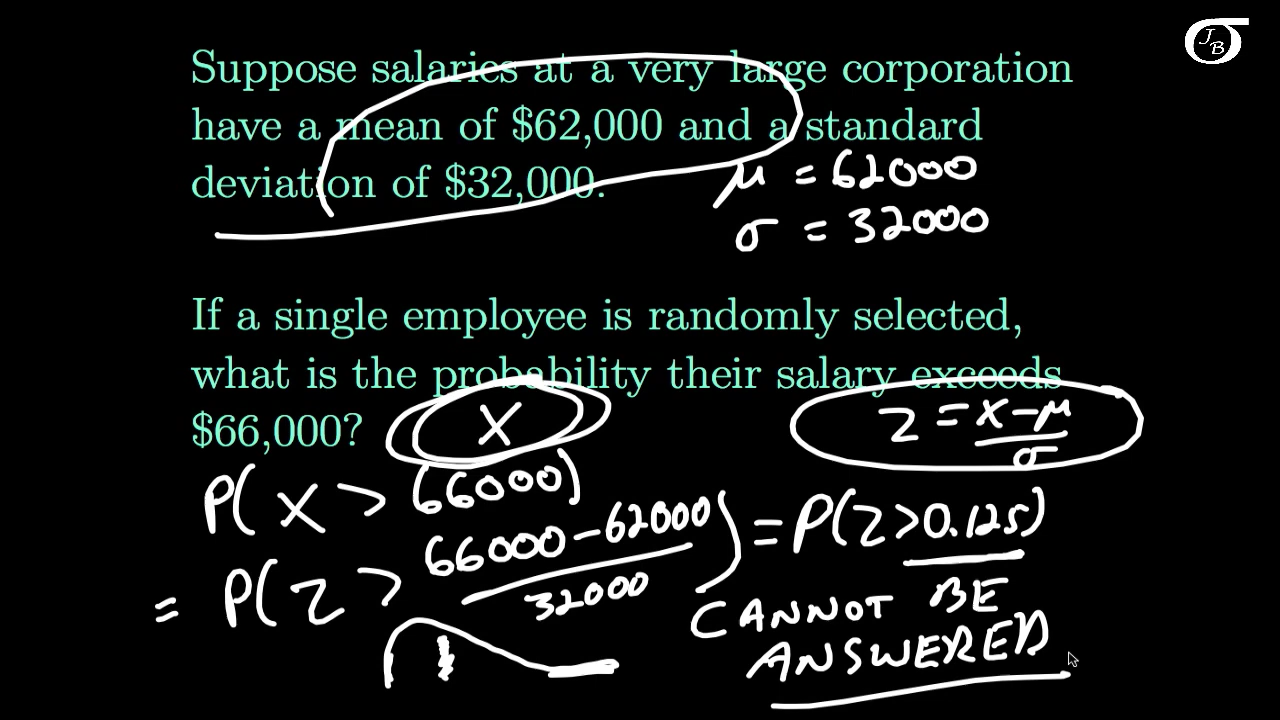 JB
Suppose salaries at a very large corporation
have a mean of $62,000 and a standard
deviation of $32,000.
μ = 62000
σ = 32000
If a single employee is randomly selected,
what is the probability their salary exceeds
$66,000?
X
Z = X-μ / σ
P(X > 66000)
= P(Z > 66000-62000 / 32000) = P(Z > 0.125)
CANNOT BE
ANSWERED